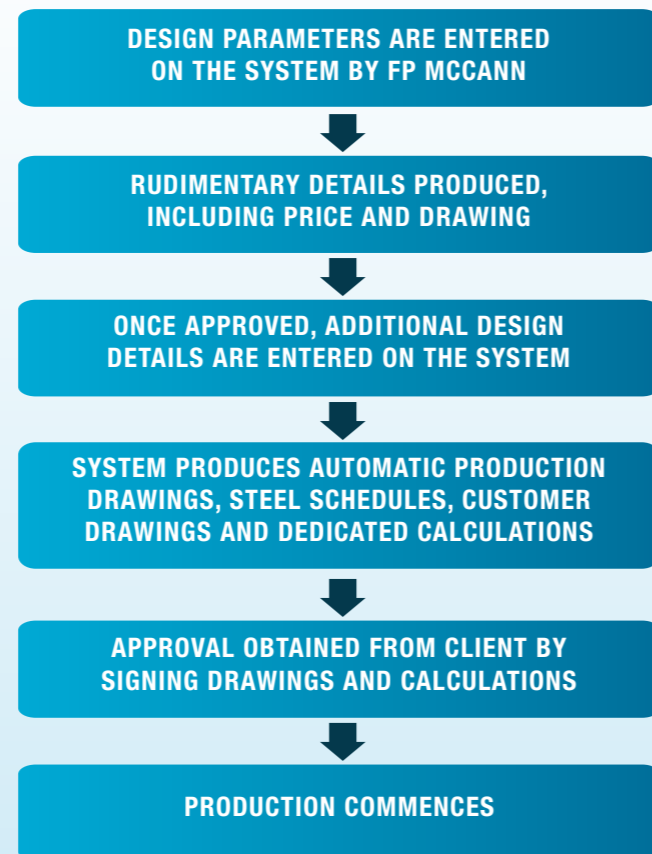 DESIGN PARAMETERS ARE ENTERED
ON THE SYSTEM BY FP MCCANN
RUDIMENTARY DETAILS PRODUCED,
INCLUDING PRICE AND DRAWING
ONCE APPROVED, ADDITIONAL DESIGN
DETAILS ARE ENTERED ON THE SYSTEM
SYSTEM PRODUCES AUTOMATIC PRODUCTION
DRAWINGS, STEEL SCHEDULES, CUSTOMER
DRAWINGS AND DEDICATED CALCULATIONS
APPROVAL OBTAINED FROM CLIENT BY
SIGNING DRAWINGS AND CALCULATIONS
PRODUCTION COMMENCES